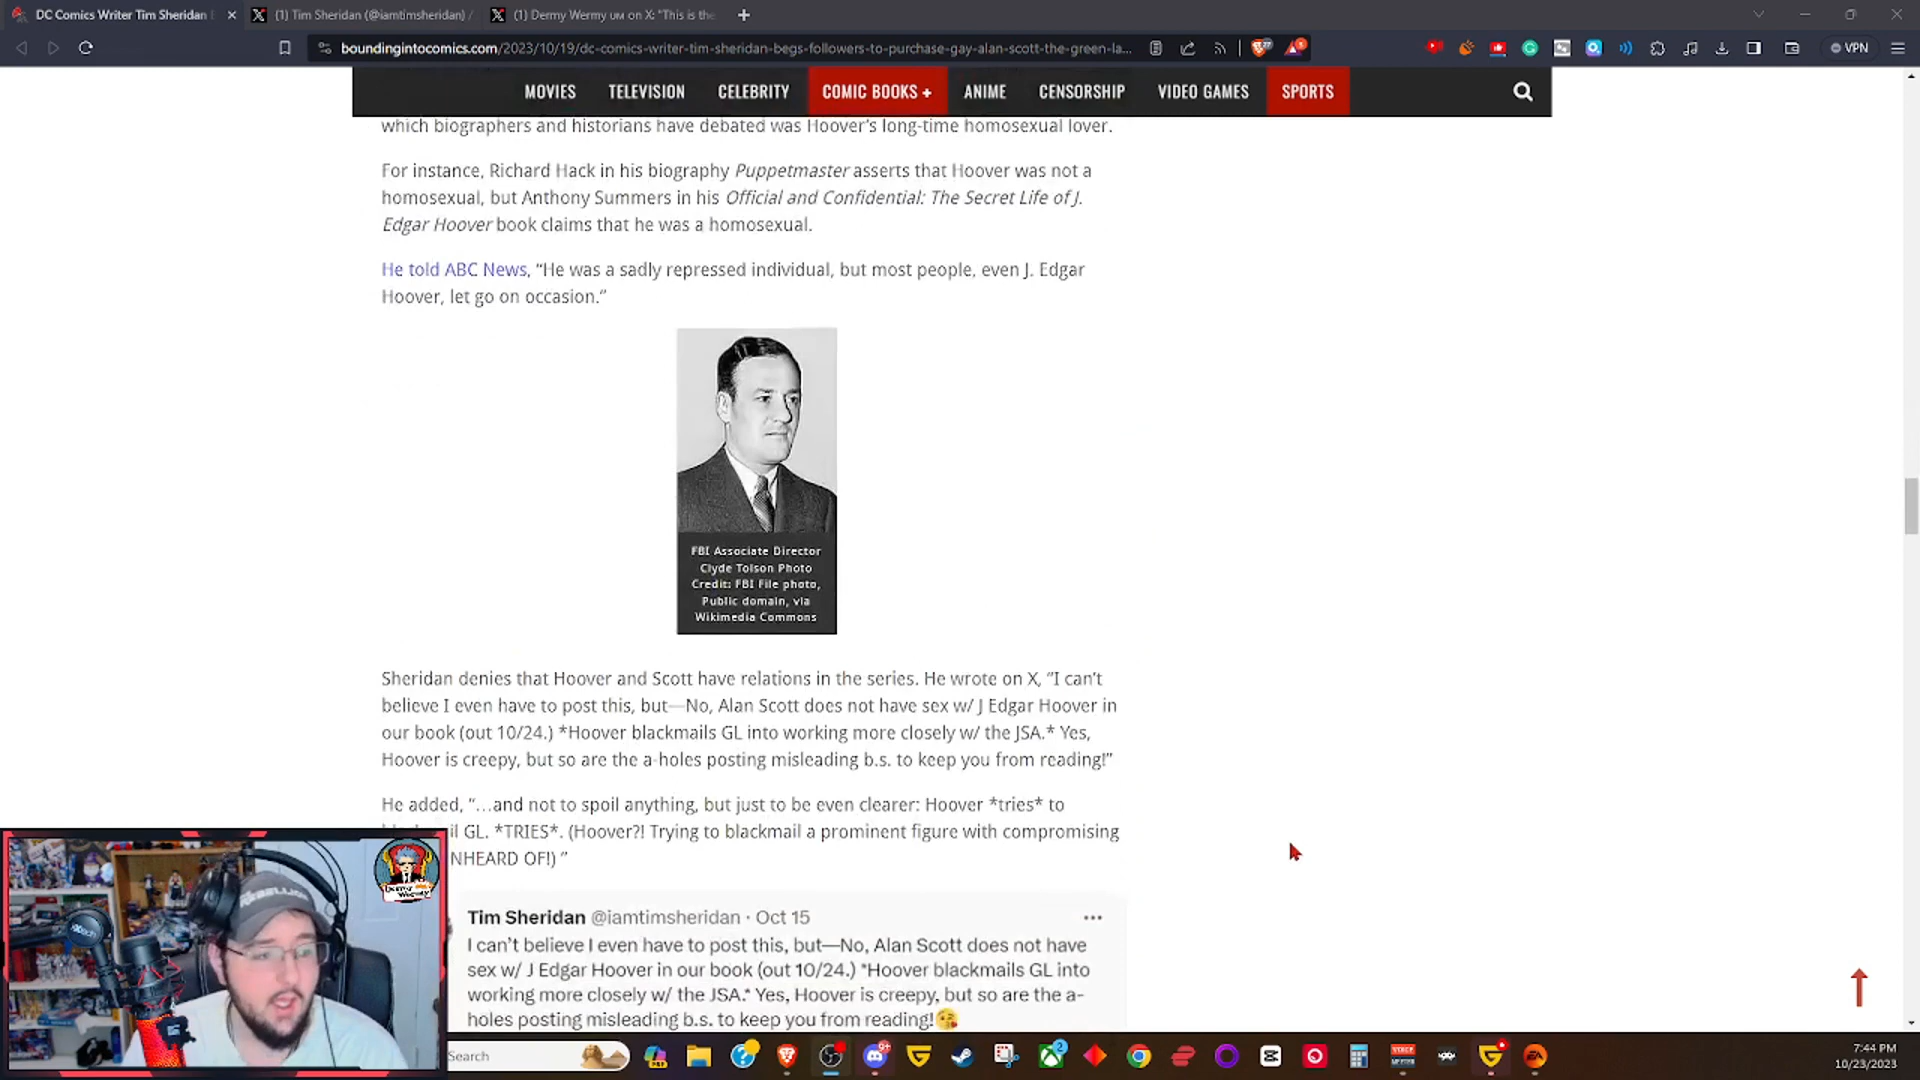 DC Comics Writer Tim Sheridan
(1) Tim Sheridan (@iamtimsheridan) /
(1) Dermy Wermy UM on X: "This is the
boundingintocomics.com/2023/10/19/dc-comics-writer-tim-sheridan-begs-followers-to-purchase-gay-alan-scott-the-green-la...
VPN
MOVIES TELEVISION CELEBRITY COMIC BOOKS + ANIME CENSORSHIP VIDEO GAMES SPORTS
which biographers and historians have debated was Hoover’s long-time homosexual lover.
For instance, Richard Hack in his biography Puppetmaster asserts that Hoover was not a
homosexual, but Anthony Summers in his Official and Confidential: The Secret Life of J.
Edgar Hoover book claims that he was a homosexual.
He told ABC News, “He was a sadly repressed individual, but most people, even J. Edgar
Hoover, let go on occasion.”
FBI Associate Director
Clyde Tolson Photo
Credit: FBI File photo,
Public domain, via
Wikimedia Commons
Sheridan denies that Hoover and Scott have relations in the series. He wrote on X, “I can’t
believe I even have to post this, but—No, Alan Scott does not have sex w/ J Edgar Hoover in
our book (out 10/24.) *Hoover blackmails GL into working more closely w/ the JSA.* Yes,
Hoover is creepy, but so are the a-holes posting misleading b.s. to keep you from reading!”
He added, “…and not to spoil anything, but just to be even clearer: Hoover *tries* to
il GL. *TRIES*. (Hoover?! Trying to blackmail a prominent figure with compromising
NHEARD OF!) ”
Tim Sheridan @iamtimsheridan · Oct 15
I can’t believe I even have to post this, but—No, Alan Scott does not have
sex w/ J Edgar Hoover in our book (out 10/24.) *Hoover blackmails GL into
working more closely w/ the JSA.* Yes, Hoover is creepy, but so are the a-
holes posting misleading b.s. to keep you from reading!😘
Search
7:44 PM
10/23/2023